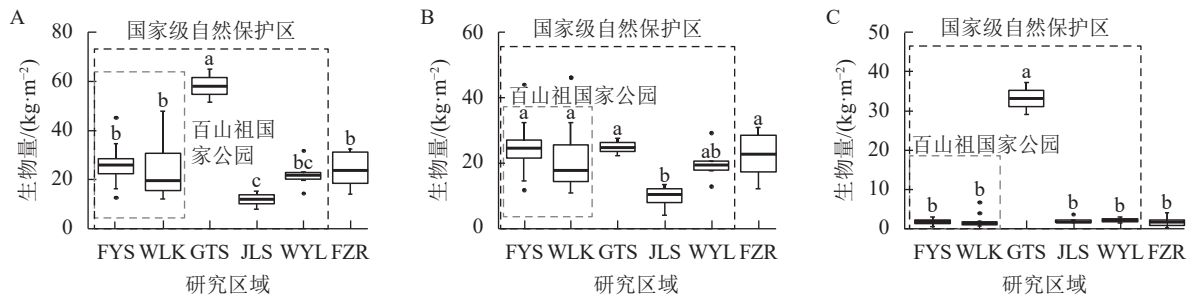 A
国家级自然保护区
百山祖国
家公园
生物量/(kg·m⁻²)
80
60
40
20
0
b
b
a
c
bc
b
FYS WLK GTS JLS WYL FZR
研究区域
B
国家级自然保护区
百山祖国家公园
生物量/(kg·m⁻²)
60
40
20
0
a
a
a
b
ab
a
FYS WLK GTS JLS WYL FZR
研究区域
C
国家级自然保护区
百山祖国家公园
生物量/(kg·m⁻²)
50
40
30
20
10
0
b
b
a
b
b
b
FYS WLK GTS JLS WYL FZR
研究区域